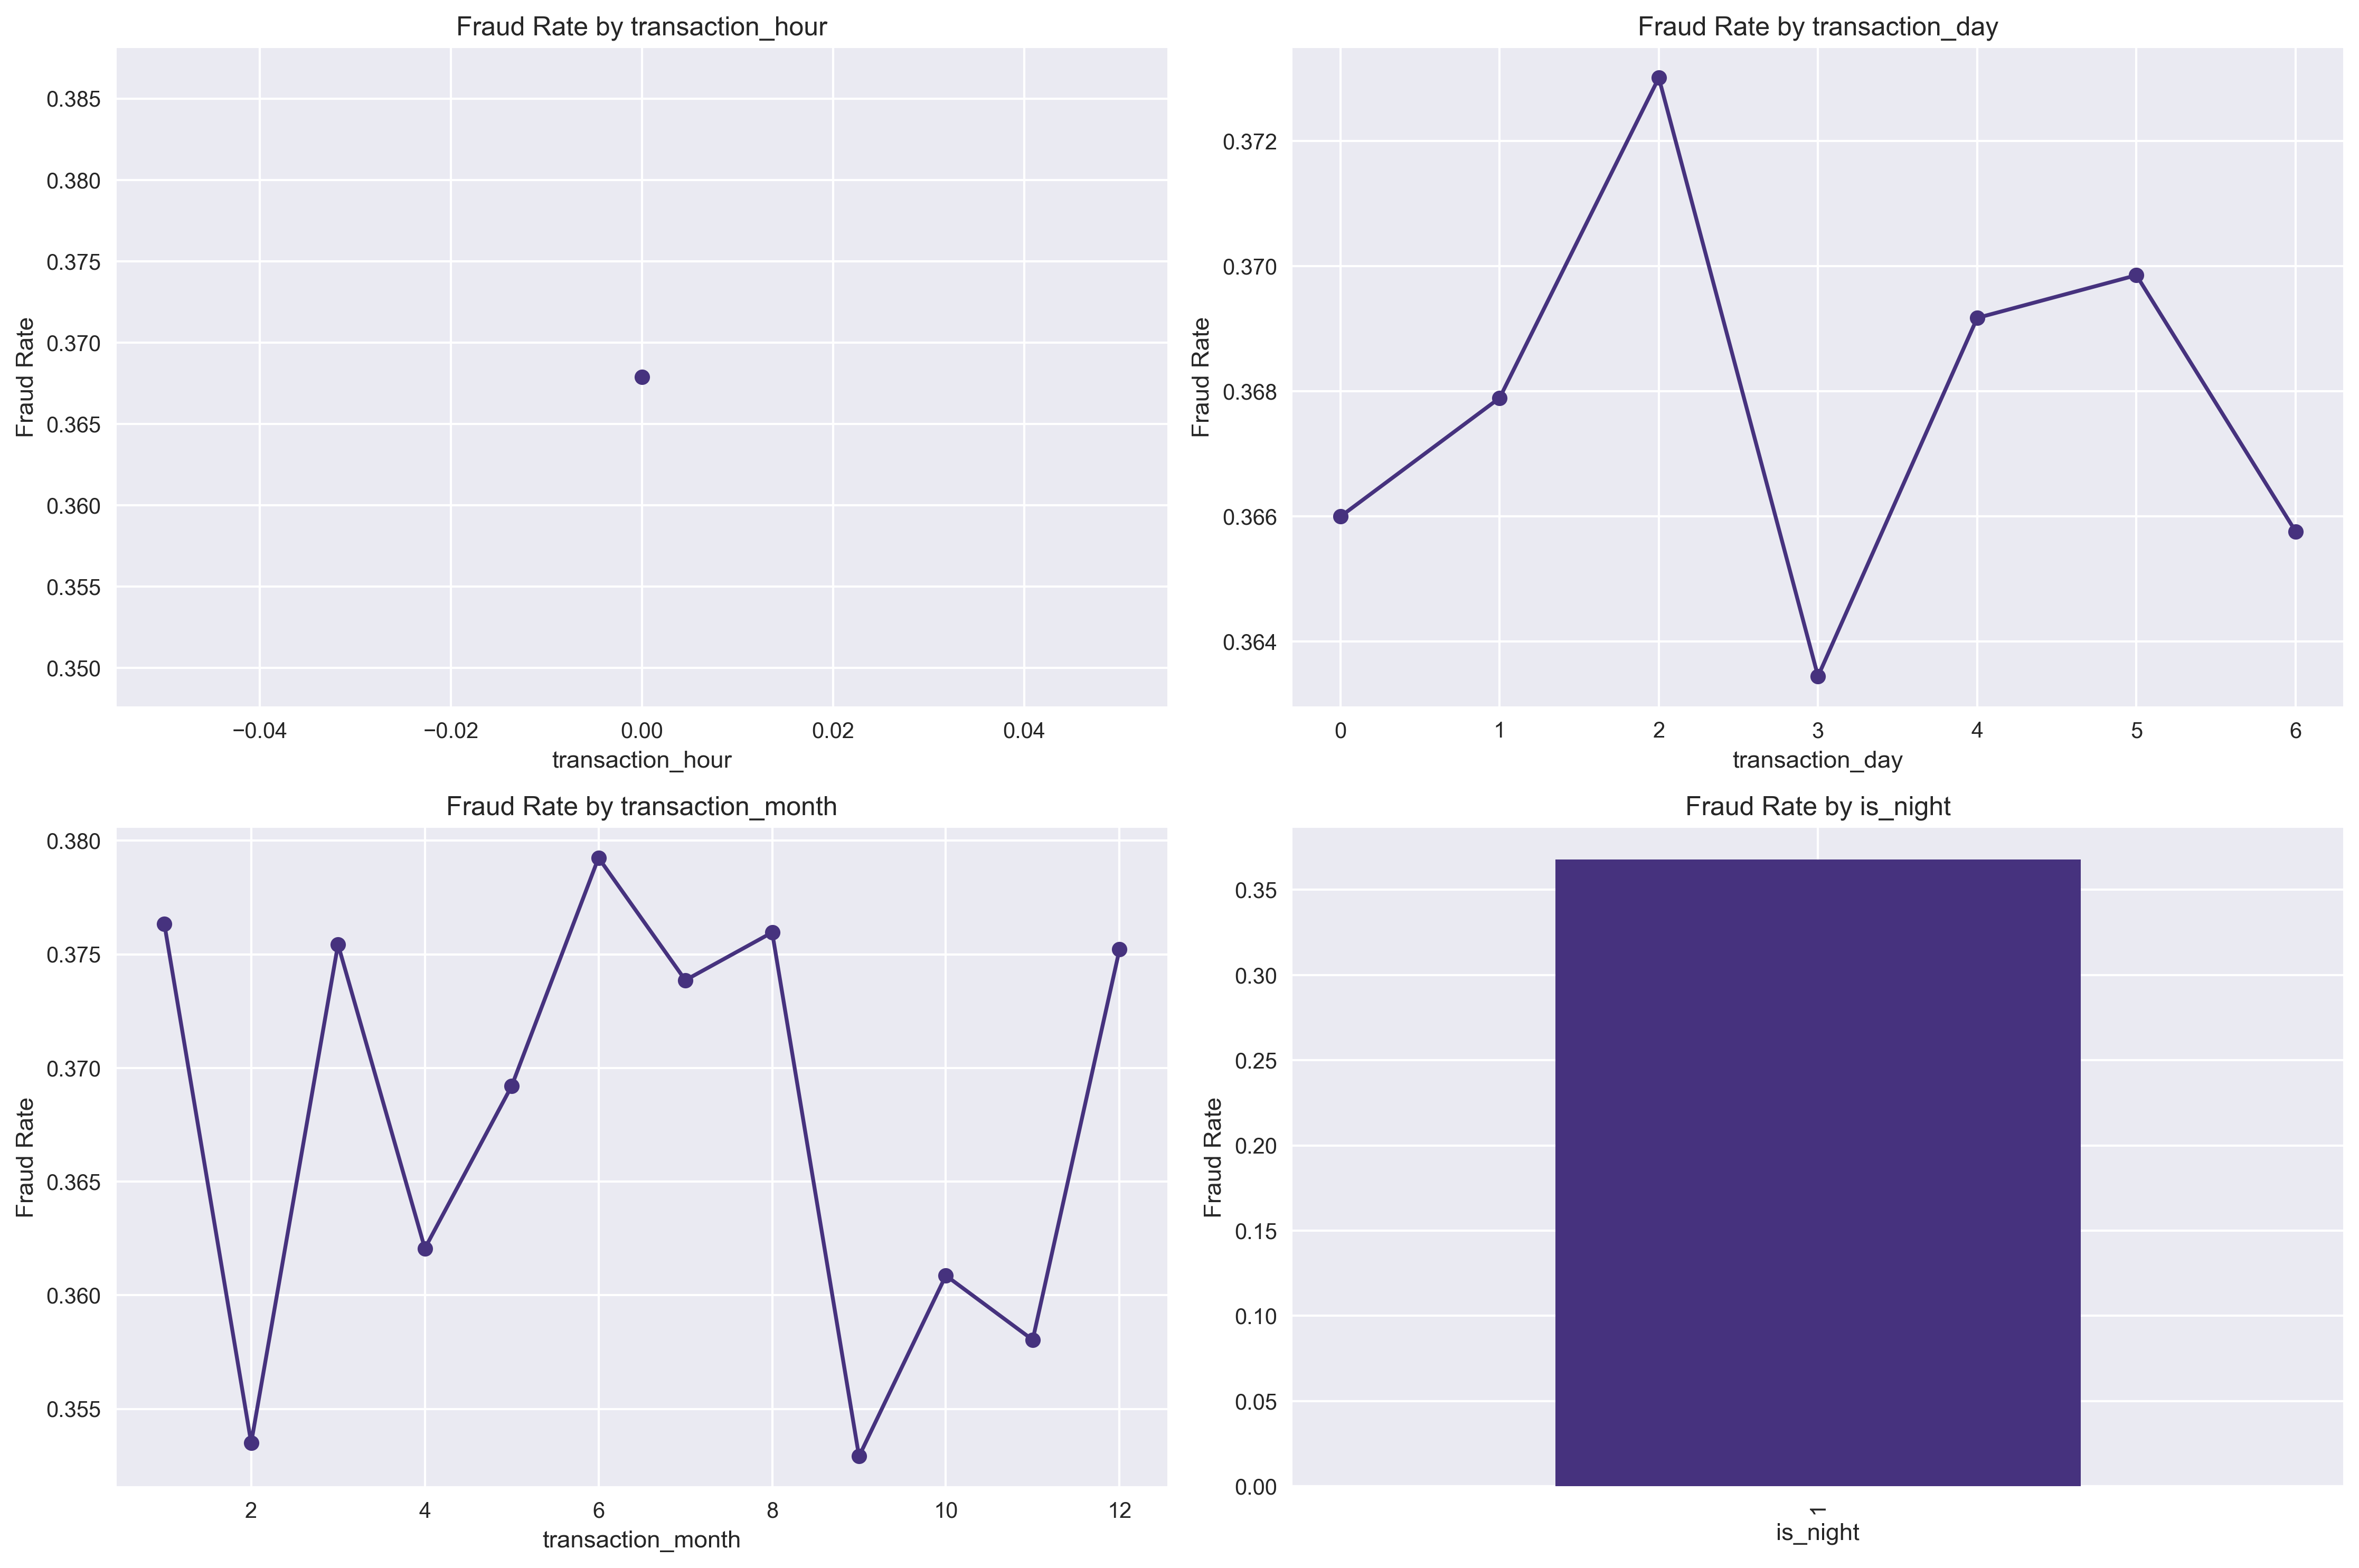 Fraud Rate by transaction_hour
Fraud Rate
0.385
0.380
0.375
0.370
0.365
0.360
0.355
0.350
−0.04 −0.02 0.00 0.02 0.04
transaction_hour
Fraud Rate by transaction_day
Fraud Rate
0.372
0.370
0.368
0.366
0.364
0 1 2 3 4 5 6
transaction_day
Fraud Rate by transaction_month
Fraud Rate
0.380
0.375
0.370
0.365
0.360
0.355
2 4 6 8 10 12
transaction_month
Fraud Rate by is_night
Fraud Rate
0.35
0.30
0.25
0.20
0.15
0.10
0.05
0.00
1
is_night